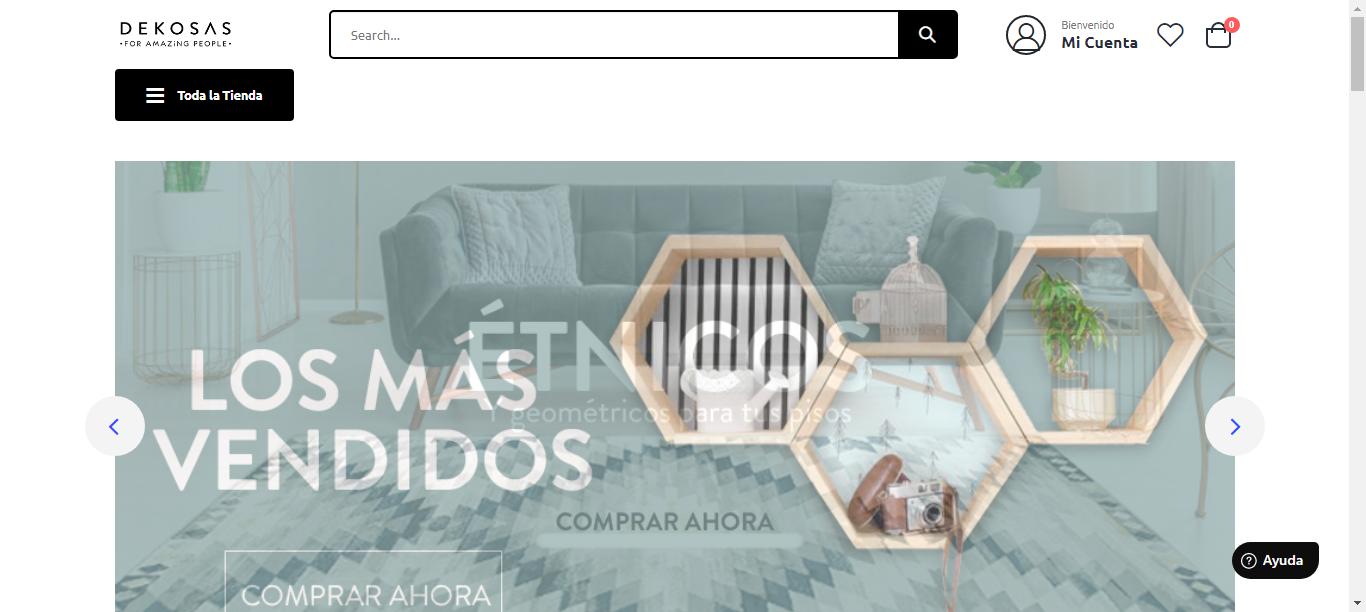 DEKOSAS
•FOR AMAZING PEOPLE•
Search...
Bienvenido
Mi Cuenta
0
Toda la Tienda
ÉTNICOS
Y geométricos para tus pisos
COMPRAR AHORA
LOS MÁS
VENDIDOS
COMPRAR AHORA
Ayuda